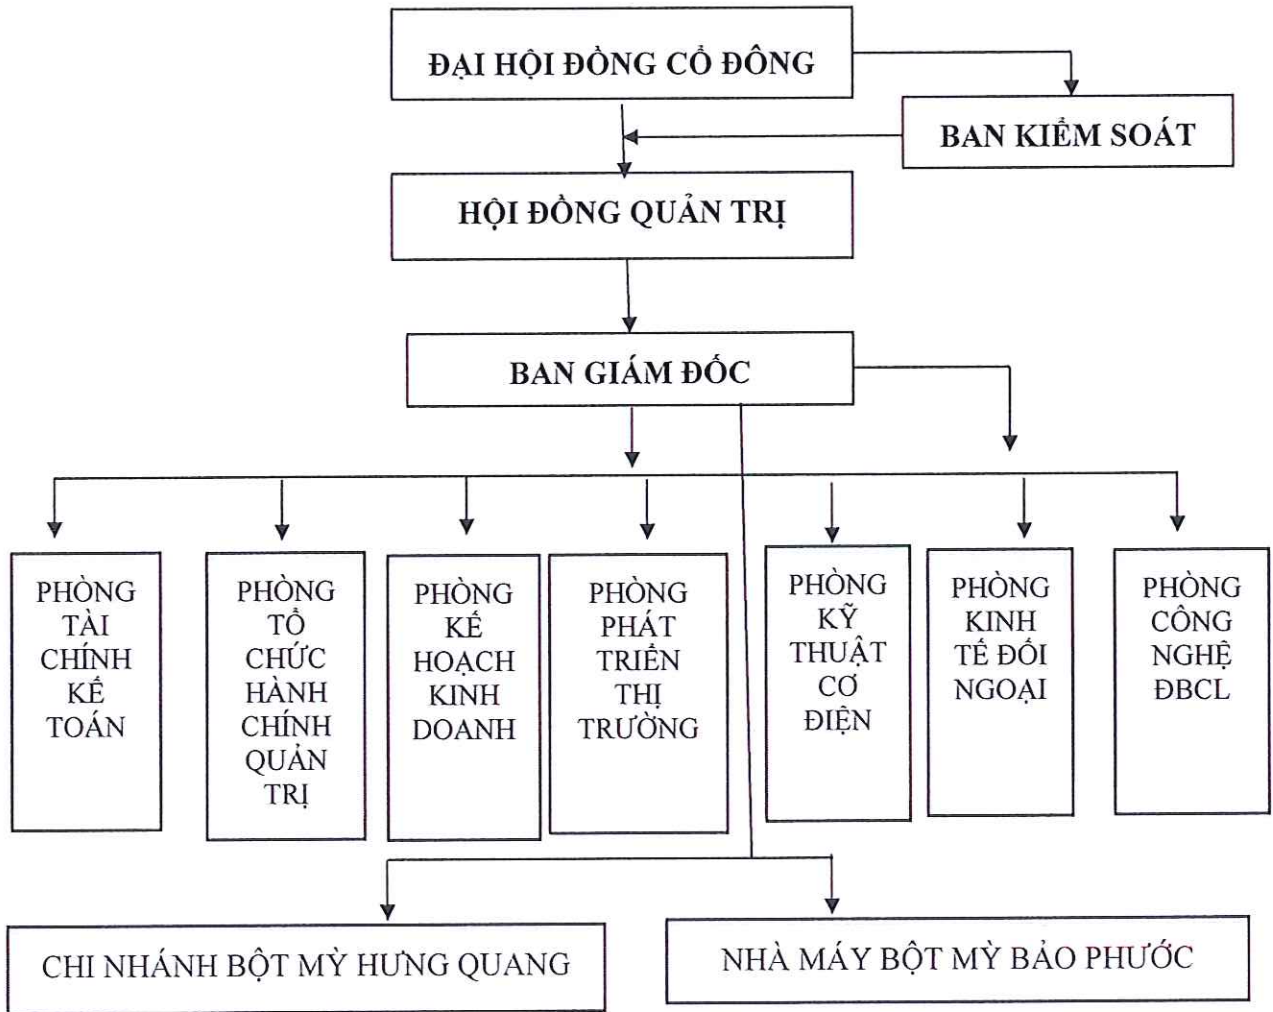 ĐẠI HỘI ĐỒNG CỔ ĐÔNG
BAN KIỂM SOÁT
HỘI ĐỒNG QUẢN TRỊ
BAN GIÁM ĐỐC
PHÒNG
TÀI
CHÍNH
KẾ
TOÁN
PHÒNG
TỔ
CHỨC
HÀNH
CHÍNH
QUẢN
TRỊ
PHÒNG
KẾ
HOẠCH
KINH
DOANH
PHÒNG
PHÁT
TRIỂN
THỊ
TRƯỜNG
PHÒNG
KỸ
THUẬT
CƠ
ĐIỆN
PHÒNG
KINH
TẾ ĐỐI
NGOẠI
PHÒNG
CÔNG
NGHỆ
ĐBCL
CHI NHÁNH BỘT MỲ HƯNG QUANG
NHÀ MÁY BỘT MỲ BẢO PHƯỚC